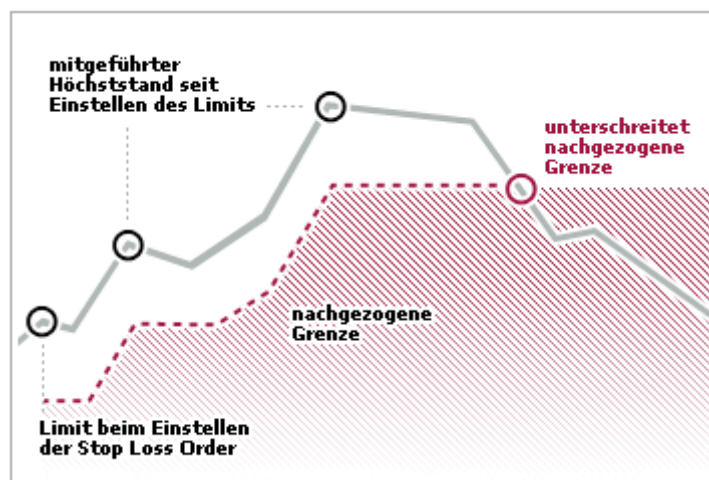 mitgeführter
Höchststand seit
Einstellen des Limits
unterschreitet
nachgezogene
Grenze
nachgezogene
Grenze
Limit beim Einstellen
der Stop Loss Order